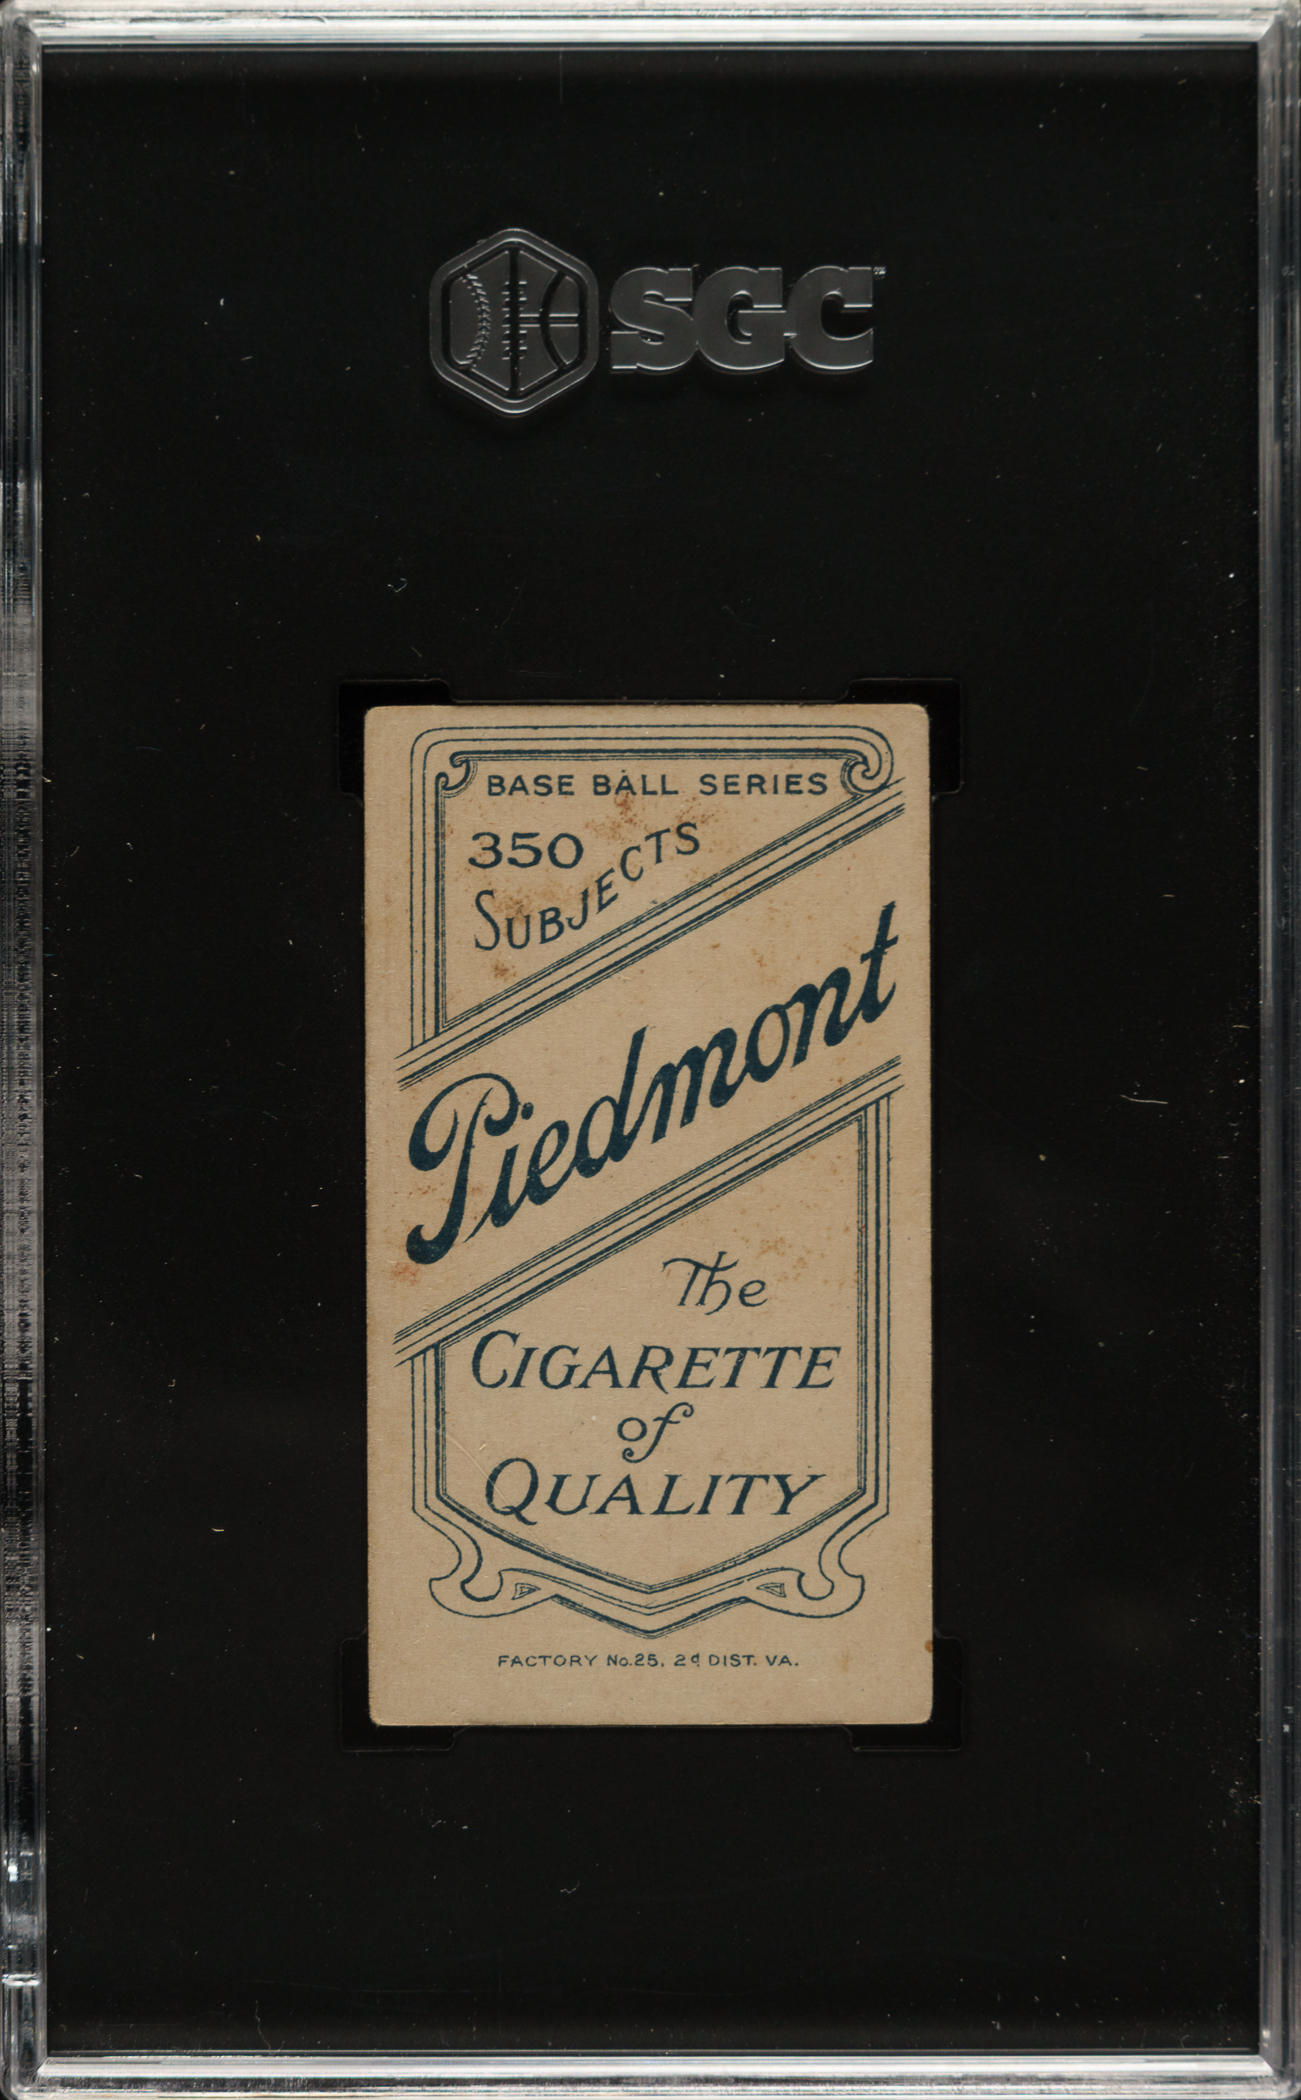 SGC
BASE BALL SERIES
350
SUBJECTS
Piedmont
The
CIGARETTE
of
QUALITY
FACTORY No.25, 2d DIST. VA.